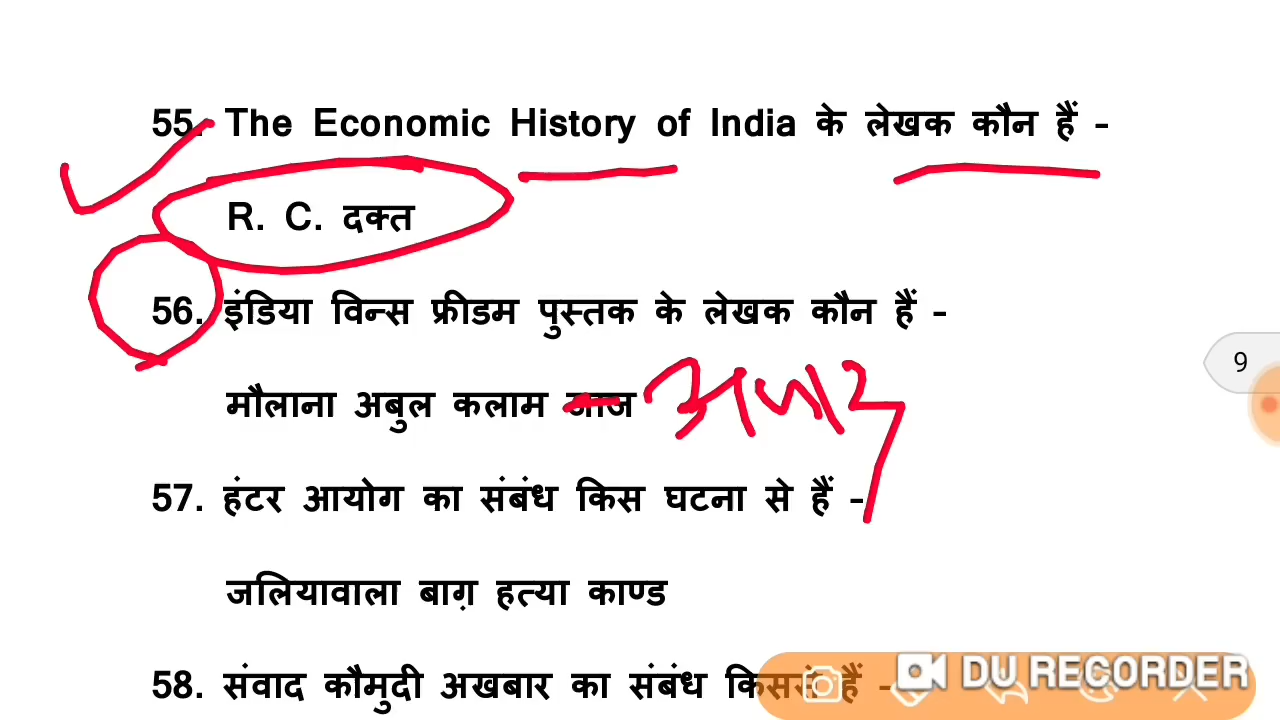 55. The Economic History of India के लेखक कौन हैं -
R. C. दक्त
56. इंडिया विन्स फ्रीडम पुस्तक के लेखक कौन हैं -
मौलाना अबुल कलाम जाज
9
57. हंटर आयोग का संबंध किस घटना से हैं -
जलियावाला बाग़ हत्या काण्ड
58. संवाद कौमुदी अखबार का संबंध किससे हैं -
DU RECORDER